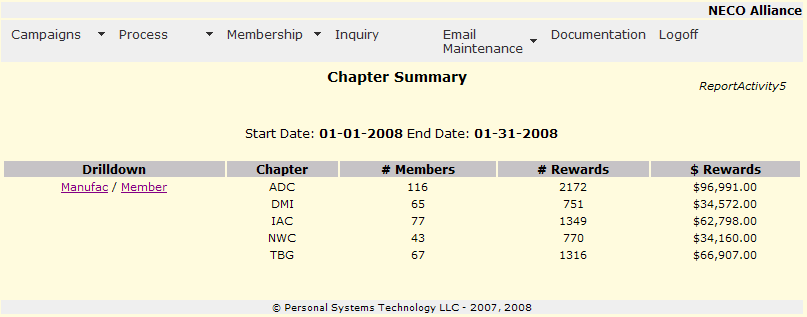 NECO Alliance
Campaigns Process Membership Inquiry Email Maintenance Documentation Logoff
Chapter Summary
ReportActivity5
Start Date: 01-01-2008 End Date: 01-31-2008
Drilldown Chapter # Members # Rewards $ Rewards
Manufac / Member ADC 116 2172 $96,991.00
DMI 65 751 $34,572.00
IAC 77 1349 $62,798.00
NWC 43 770 $34,160.00
TBG 67 1316 $66,907.00
© Personal Systems Technology LLC - 2007, 2008